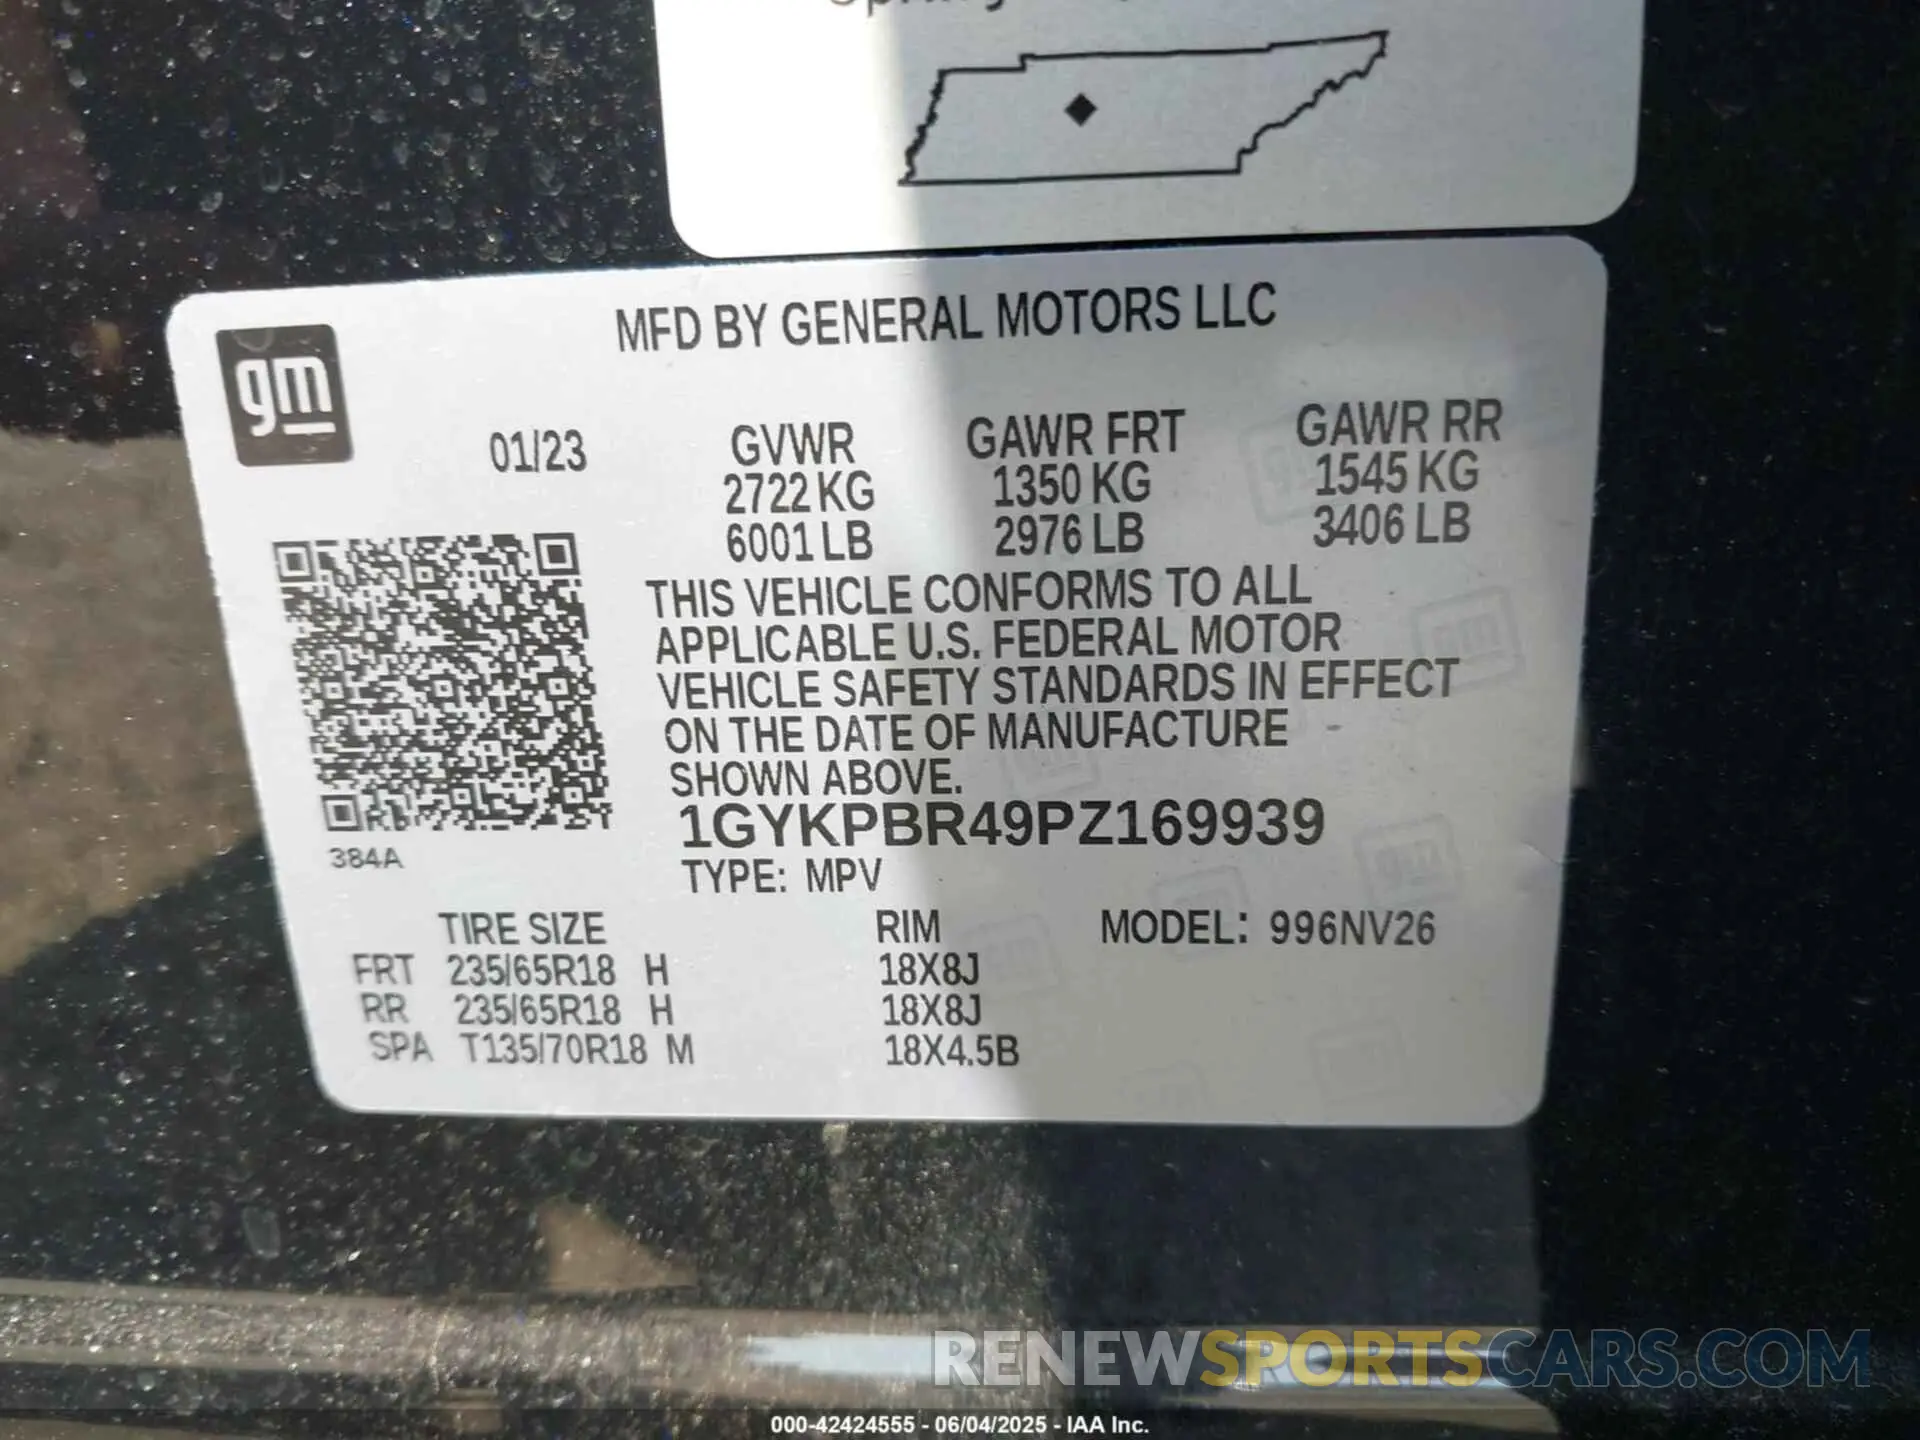 MFD BY GENERAL MOTORS LLC
gm
01/23
GVWR GAWR FRT GAWR RR
2722 KG 1350 KG 1545 KG
6001 LB 2976 LB 3406 LB
THIS VEHICLE CONFORMS TO ALL
APPLICABLE U.S. FEDERAL MOTOR
VEHICLE SAFETY STANDARDS IN EFFECT
ON THE DATE OF MANUFACTURE
SHOWN ABOVE.
1GYKPBR49PZ169939
384A
TYPE: MPV
TIRE SIZE RIM MODEL: 996NV26
FRT 235/65R18 H 18X8J
RR 235/65R18 H 18X8J
SPA T135/70R18 M 18X4.5B
RENEWSPORTSCARS.COM
000-42424555 - 06/04/2025 - IAA Inc.